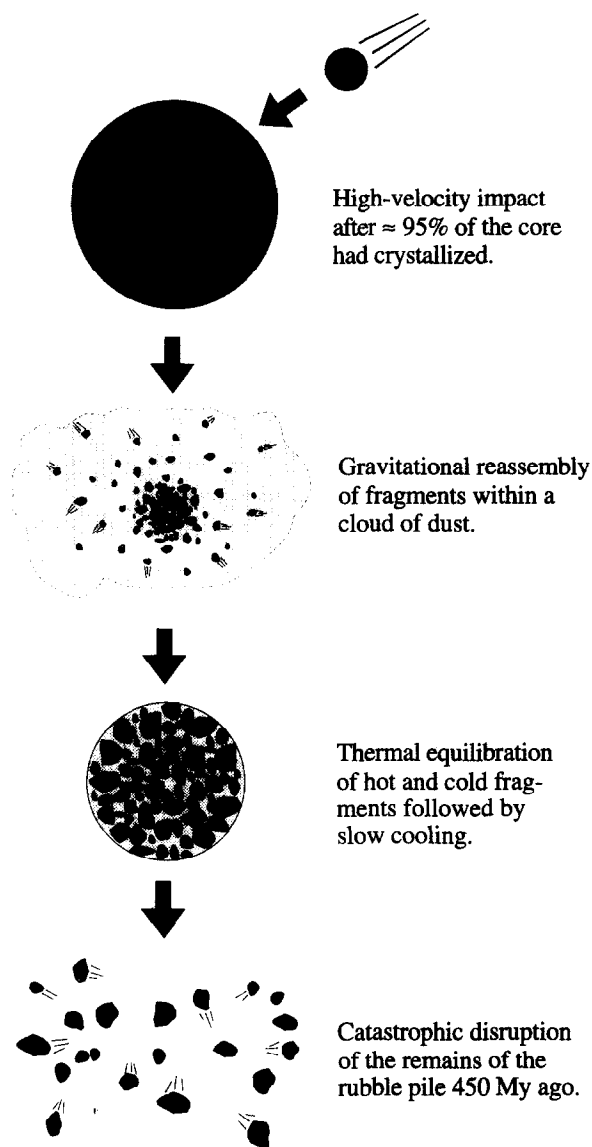 High-velocity impact
after ≈ 95% of the core
had crystallized.
Gravitational reassembly
of fragments within a
cloud of dust.
Thermal equilibration
of hot and cold frag-
ments followed by
slow cooling.
Catastrophic disruption
of the remains of the
rubble pile 450 My ago.